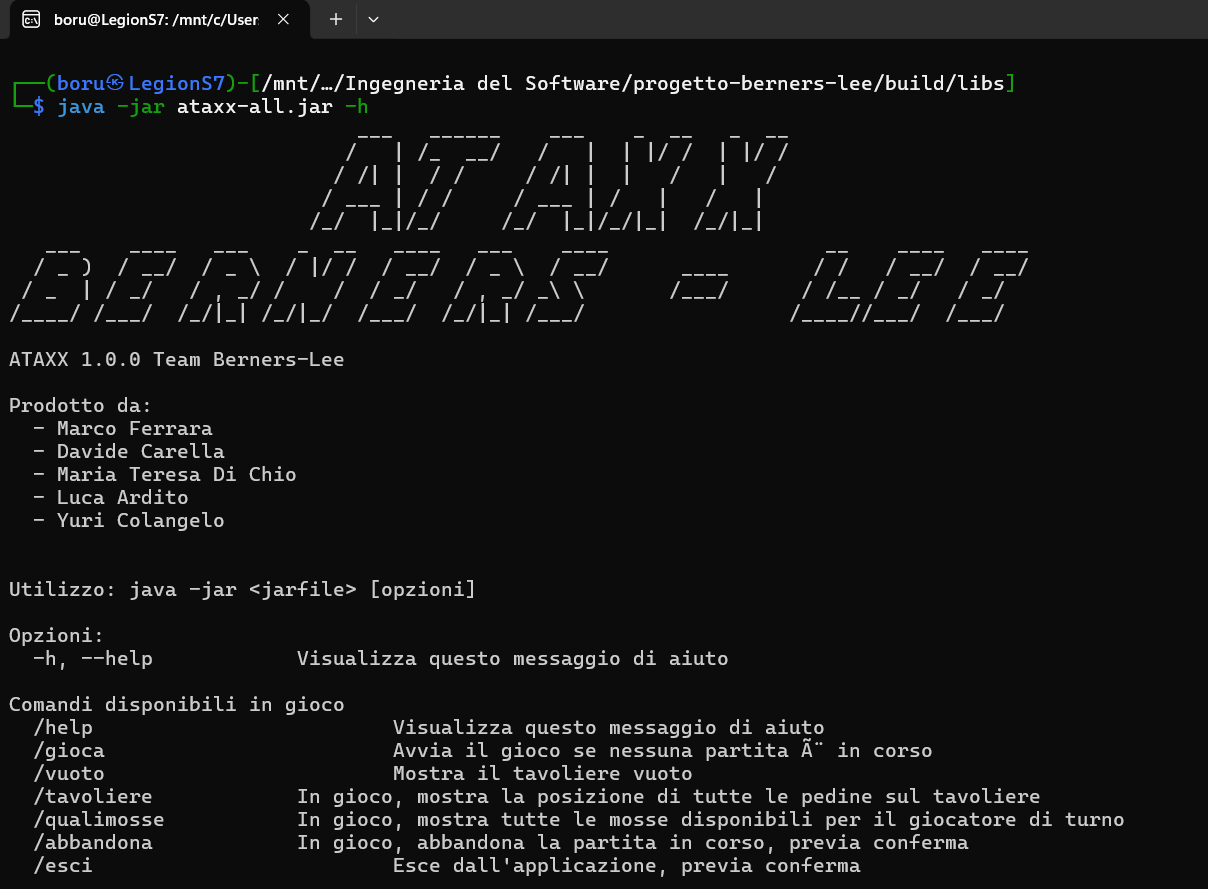 boru@LegionS7: /mnt/c/User
┌──(boru㉿LegionS7)-[/mnt/…/Ingegneria del Software/progetto-berners-lee/build/libs]
└─$ java -jar ataxx-all.jar -h
ATAXX
BERNERS - LEE
ATAXX 1.0.0 Team Berners-Lee
Prodotto da:
- Marco Ferrara
- Davide Carella
- Maria Teresa Di Chio
- Luca Ardito
- Yuri Colangelo
Utilizzo: java -jar <jarfile> [opzioni]
Opzioni:
-h, --help Visualizza questo messaggio di aiuto
Comandi disponibili in gioco
/help Visualizza questo messaggio di aiuto
/gioca Avvia il gioco se nessuna partita Ã¨ in corso
/vuoto Mostra il tavoliere vuoto
/tavoliere In gioco, mostra la posizione di tutte le pedine sul tavoliere
/qualimosse In gioco, mostra tutte le mosse disponibili per il giocatore di turno
/abbandona In gioco, abbandona la partita in corso, previa conferma
/esci Esce dall'applicazione, previa conferma